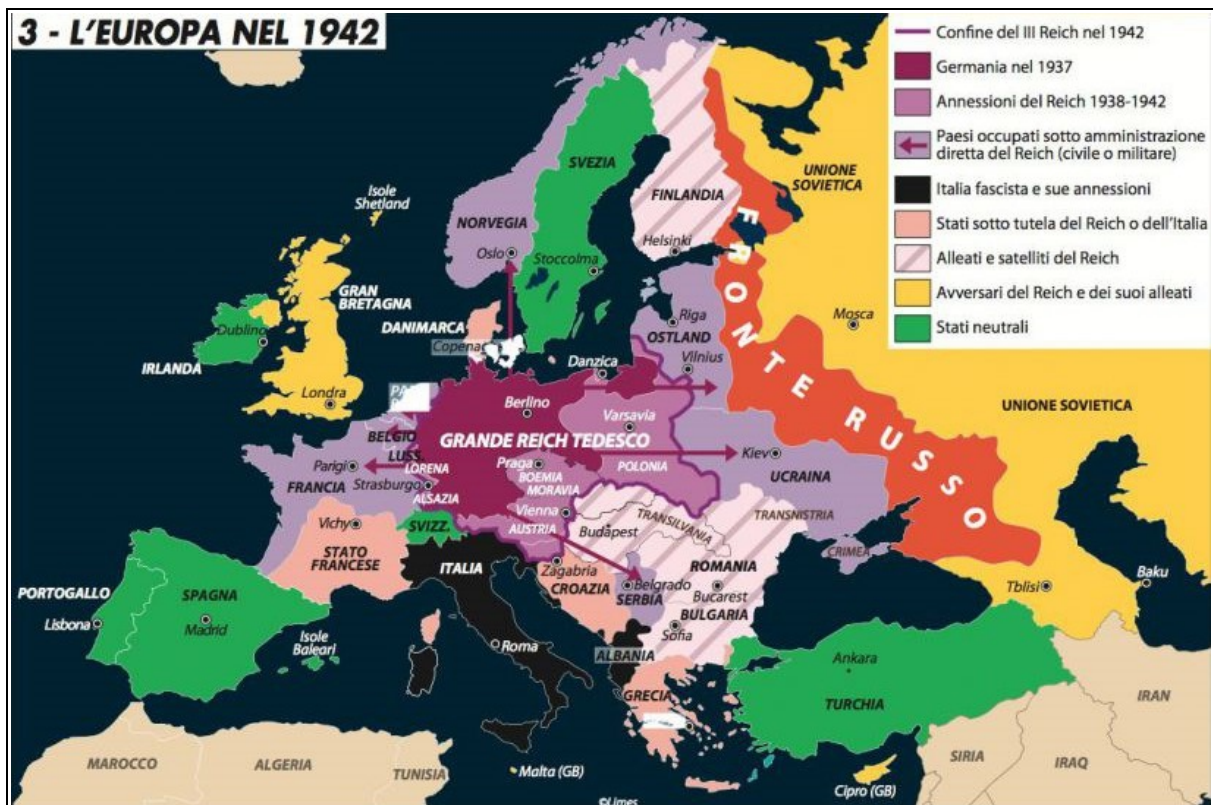 3 - L'EUROPA NEL 1942
Confine del III Reich nel 1942
Germania nel 1937
Annessioni del Reich 1938-1942
Paesi occupati sotto amministrazione
diretta del Reich (civile o militare)
Italia fascista e sue annessioni
Stati sotto tutela del Reich o dell'Italia
Alleati e satelliti del Reich
Avversari del Reich e dei suoi alleati
Stati neutrali
SVEZIA
UNIONE
SOVIETICA
Isole
Shetland
FINLANDIA
NORVEGIA
Oslo
Helsinki
Stoccolma
FRONTE RUSSO
GRAN
BRETAGNA
Mosca
Riga
OSTLAND
Vilnius
Dublino
DANIMARCA
IRLANDA
Danzica
Londra
Berlino
Varsavia
UNIONE SOVIETICA
BELGIO
GRANDE REICH TEDESCO
LUSS.
LORENA
Kiev
Parigi
Praga
POLONIA
UCRAINA
FRANCIA
Strasburgo
BOEMIA
MORAVIA
ALSAZIA
Vienna
TRANSILVANIA
TRANSNISTRIA
Vichy
SVIZZ.
AUSTRIA
Budapest
STATO
FRANCESE
CRIMEA
ITALIA
Zagabria
ROMANIA
CROAZIA
Belgrado
Bucarest
SERBIA
Baku
Tblisi
PORTOGALLO
SPAGNA
BULGARIA
Lisbona
Madrid
Isole
Baleari
Sofia
Roma
ALBANIA
Ankara
GRECIA
TURCHIA
IRAN
MAROCCO
ALGERIA
TUNISIA
Malta (GB)
SIRIA
IRAQ
Cipro (GB)
©Limes